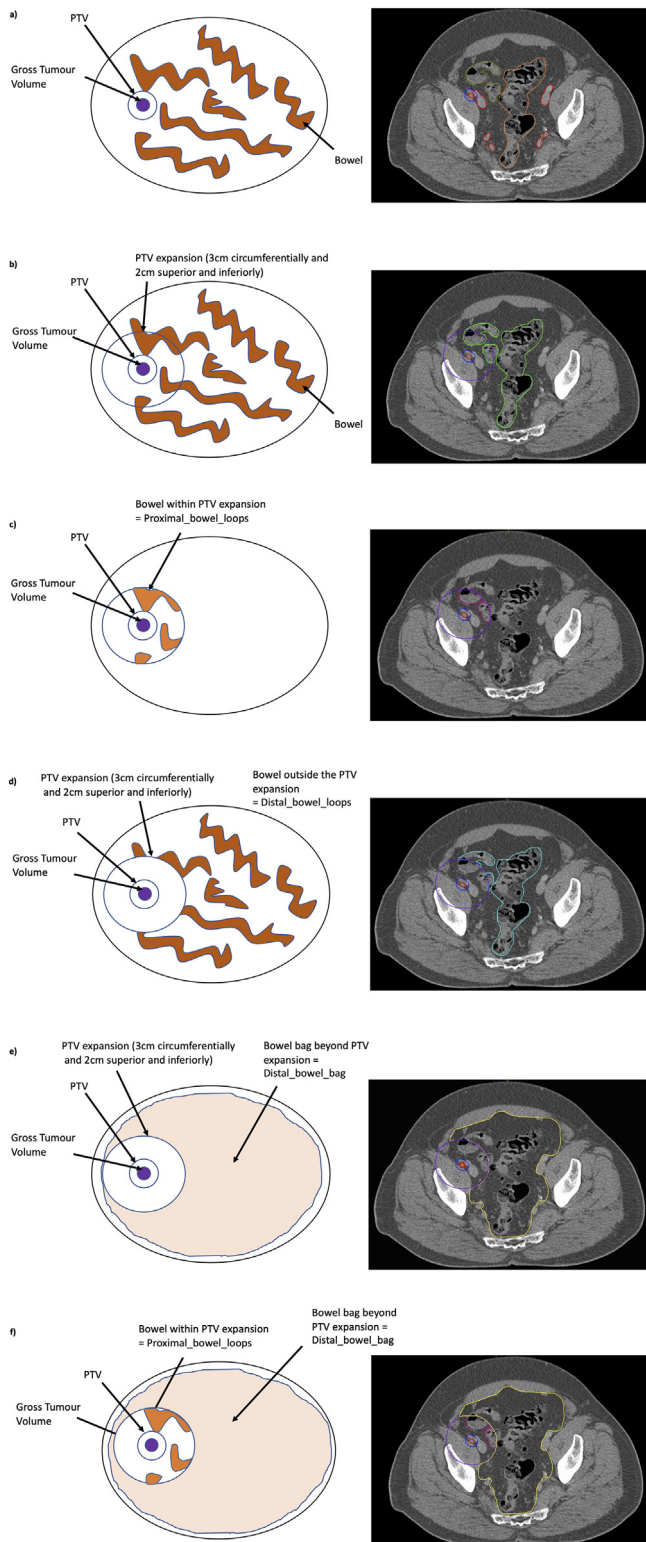 a)
PTV
Gross Tumour
Volume
Bowel
b)
PTV expansion (3cm circumferentially and
2cm superior and inferiorly)
PTV
Gross Tumour
Volume
Bowel
c)
Bowel within PTV expansion
= Proximal_bowel_loops
PTV
Gross Tumour
Volume
d)
PTV expansion (3cm circumferentially
and 2cm superior and inferiorly)
Bowel outside the PTV
expansion
= Distal_bowel_loops
PTV
Gross Tumour
Volume
e)
PTV expansion (3cm circumferentially
and 2cm superior and inferiorly)
Bowel bag beyond PTV
expansion =
Distal_bowel_bag
PTV
Gross Tumour
Volume
f)
Bowel within PTV expansion
= Proximal_bowel_loops
Bowel bag beyond
PTV expansion =
Distal_bowel_bag
PTV
Gross Tumour
Volume